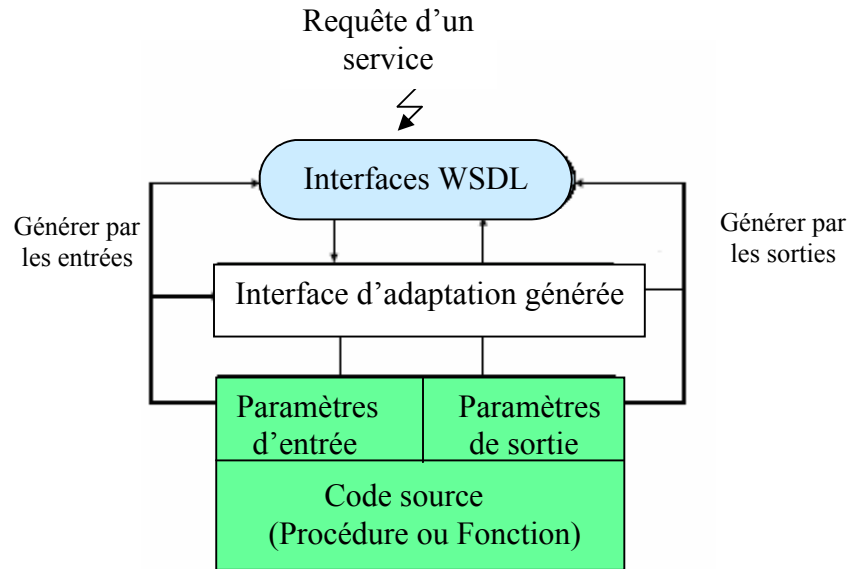 Requête d'un
service
Interfaces WSDL
Générer par
les entrées
Générer par
les sorties
Interface d'adaptation générée
Paramètres
d'entrée
Paramètres
de sortie
Code source
(Procédure ou Fonction)